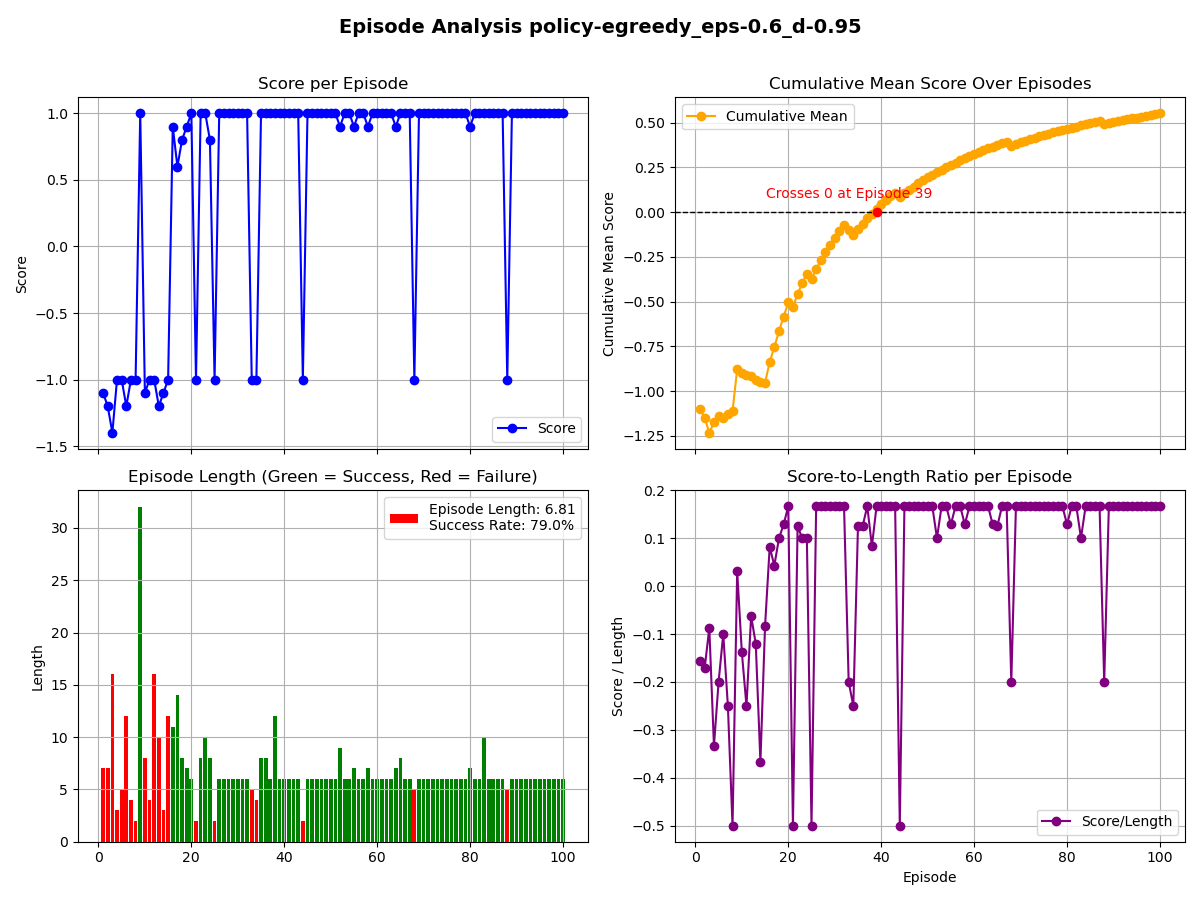 Episode Analysis policy-egreedy_eps-0.6_d-0.95
Score per Episode
1.0
0.5
0.0
−0.5
−1.0
−1.5
Score
Score
Cumulative Mean Score Over Episodes
0.50
0.25
0.00
−0.25
−0.50
−0.75
−1.00
−1.25
Cumulative Mean Score
Cumulative Mean
Crosses 0 at Episode 39
Episode Length (Green = Success, Red = Failure)
30
25
20
15
10
5
0
Length
Episode Length: 6.81
Success Rate: 79.0%
0 20 40 60 80 100
Score-to-Length Ratio per Episode
0.2
0.1
0.0
−0.1
−0.2
−0.3
−0.4
−0.5
Score / Length
Score/Length
0 20 40 60 80 100
Episode